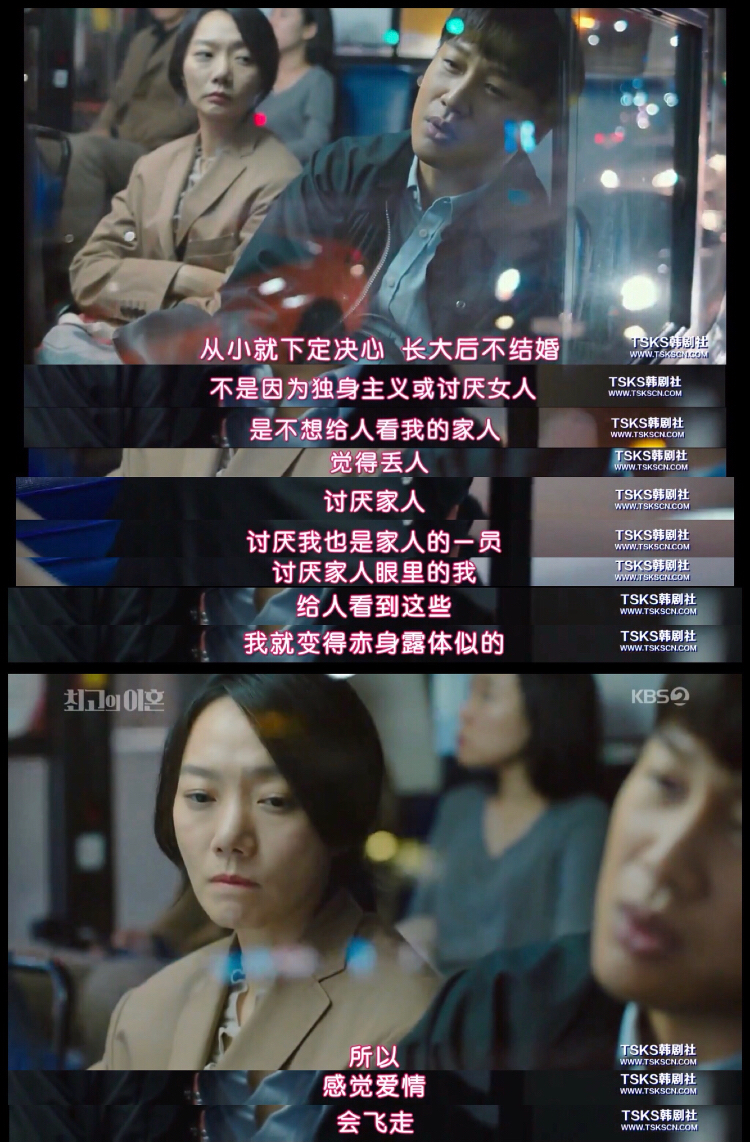 从小就下定决心 长大后不结婚
TSKS韩剧社
WWW.TSKSCN.COM
不是因为独身主义或讨厌女人
TSKS韩剧社
WWW.TSKSCN.COM
是不想给人看我的家人
TSKS韩剧社
WWW.TSKSCN.COM
觉得丢人
TSKS韩剧社
WWW.TSKSCN.COM
讨厌家人
TSKS韩剧社
WWW.TSKSCN.COM
讨厌我也是家人的一员
TSKS韩剧社
WWW.TSKSCN.COM
讨厌家人眼里的我
TSKS韩剧社
WWW.TSKSCN.COM
给人看到这些
TSKS韩剧社
WWW.TSKSCN.COM
我就变得赤身露体似的
TSKS韩剧社
WWW.TSKSCN.COM
최고의 이혼
KBS2
所以
TSKS韩剧社
WWW.TSKSCN.COM
感觉爱情
TSKS韩剧社
WWW.TSKSCN.COM
会飞走
TSKS韩剧社
WWW.TSKSCN.COM